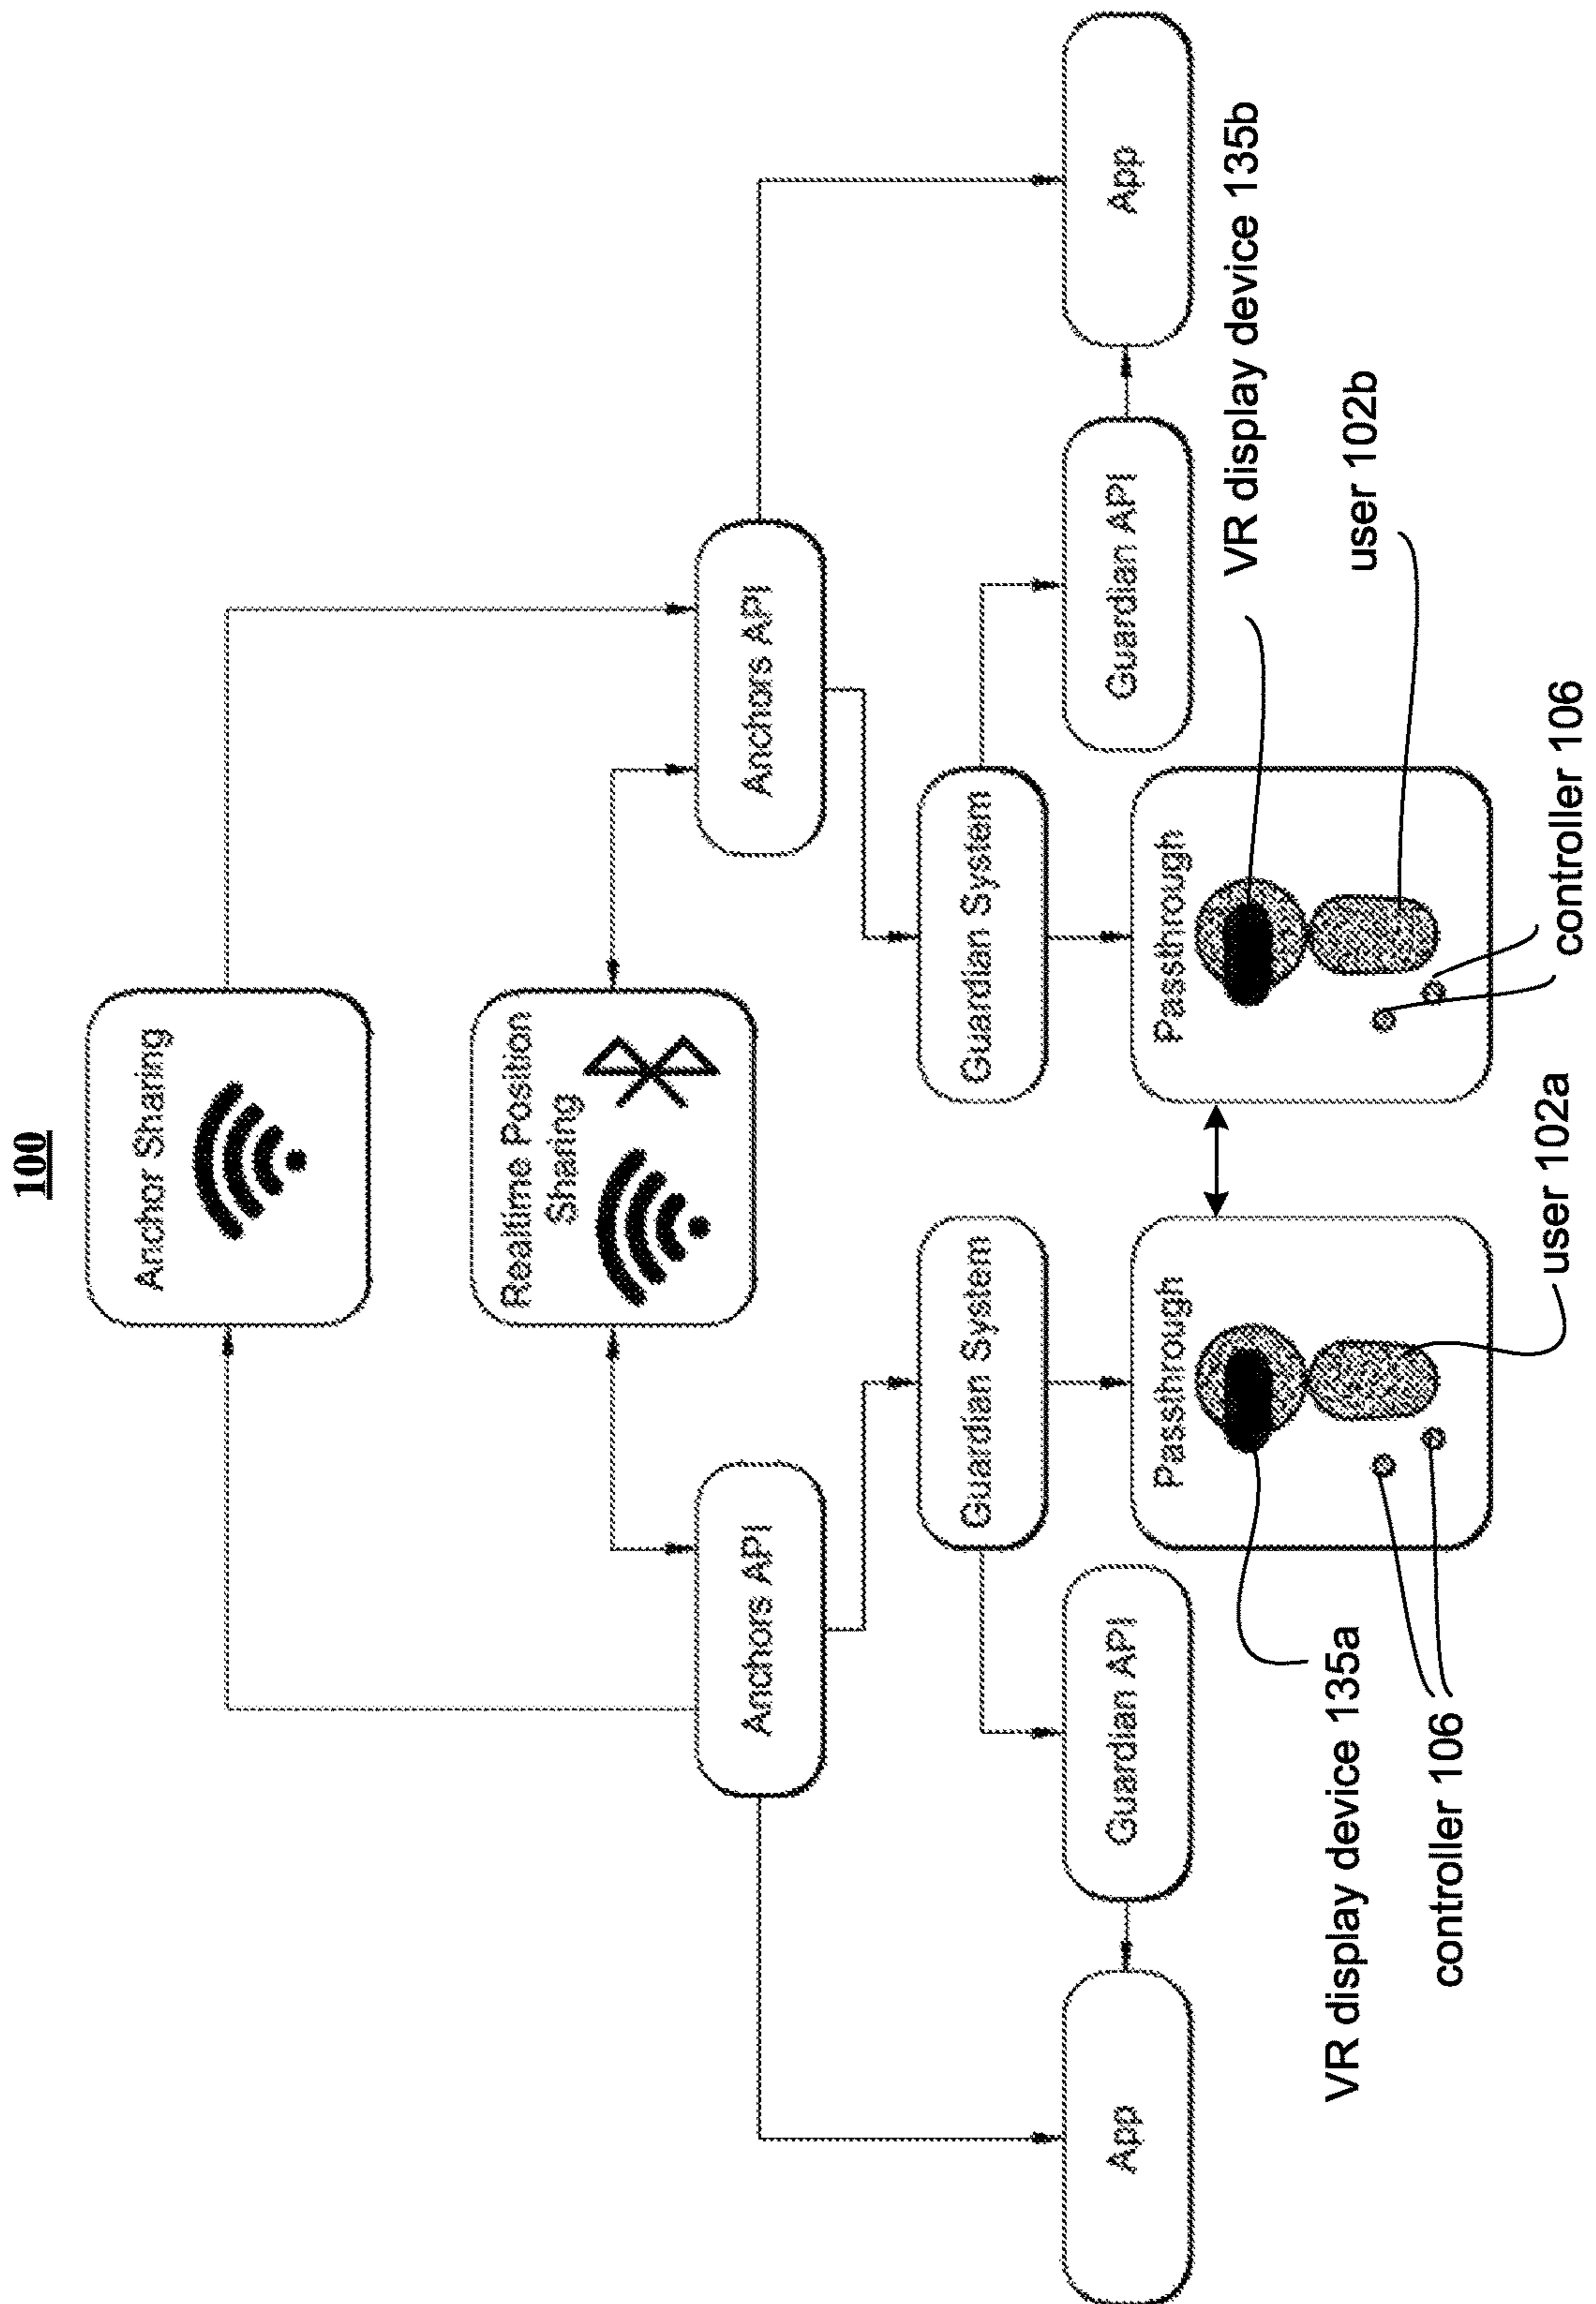 100
Anchor Sharing
Realtime Position
Sharing
Anchors API
Anchors API
Guardian System
Guardian System
App
Guardian API
Passthrough
Passthrough
Guardian API
App
VR display device 135a
controller 106
user 102a
controller 106
user 102b
VR display device 135b